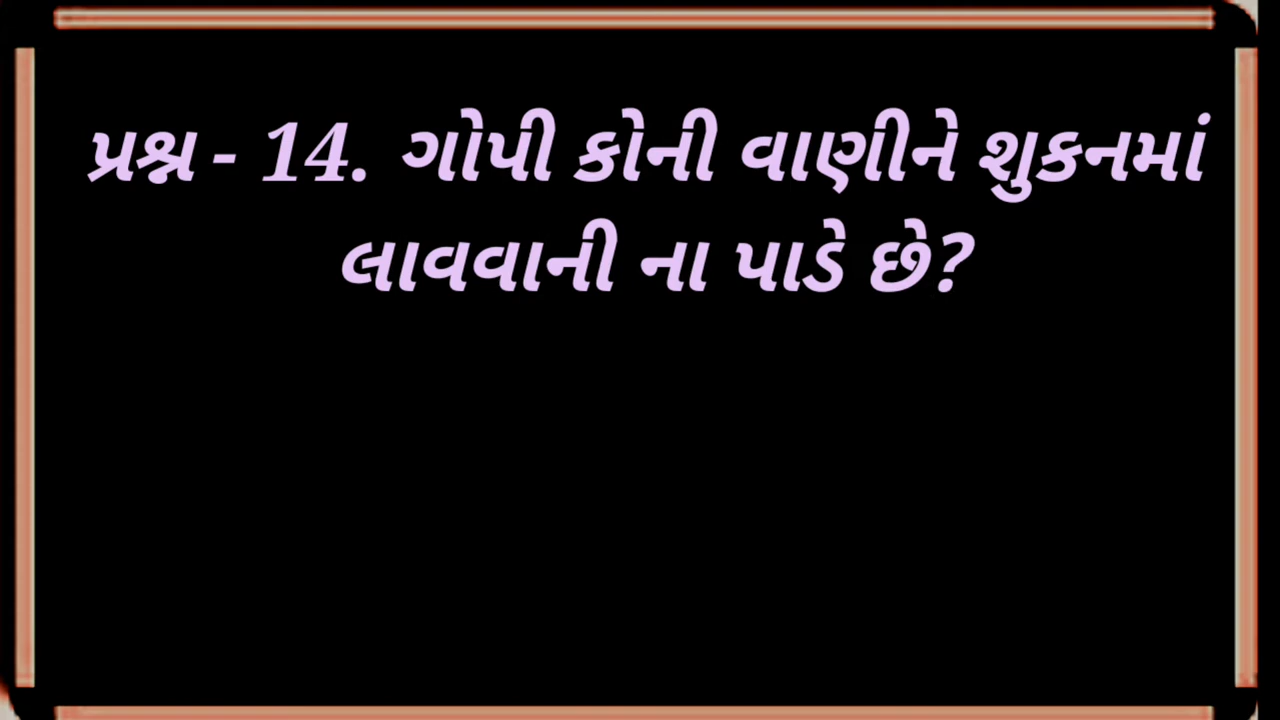 પ્રશ્ન - 14. ગોપી કોની વાણીને શુકનમાં
લાવવાની ના પાડે છે?